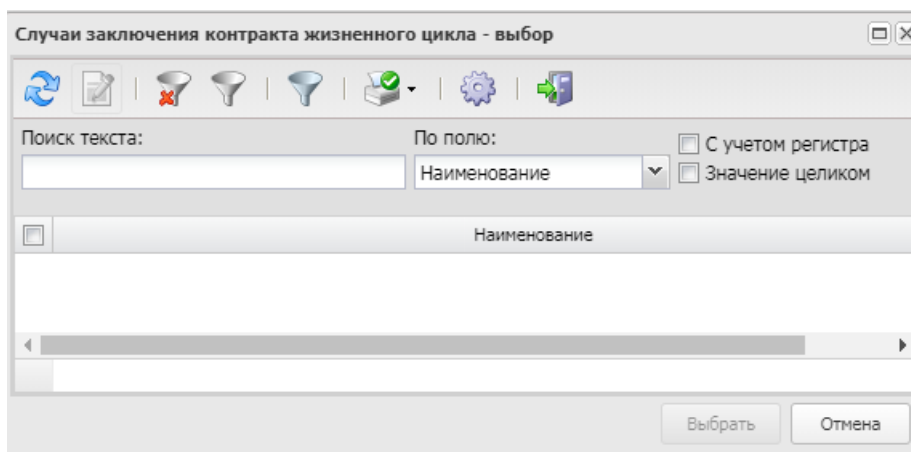 Случаи заключения контракта жизненного цикла - выбор
Поиск текста:
По полю:
С учетом регистра
Наименование
Значение целиком
Наименование
Выбрать
Отмена